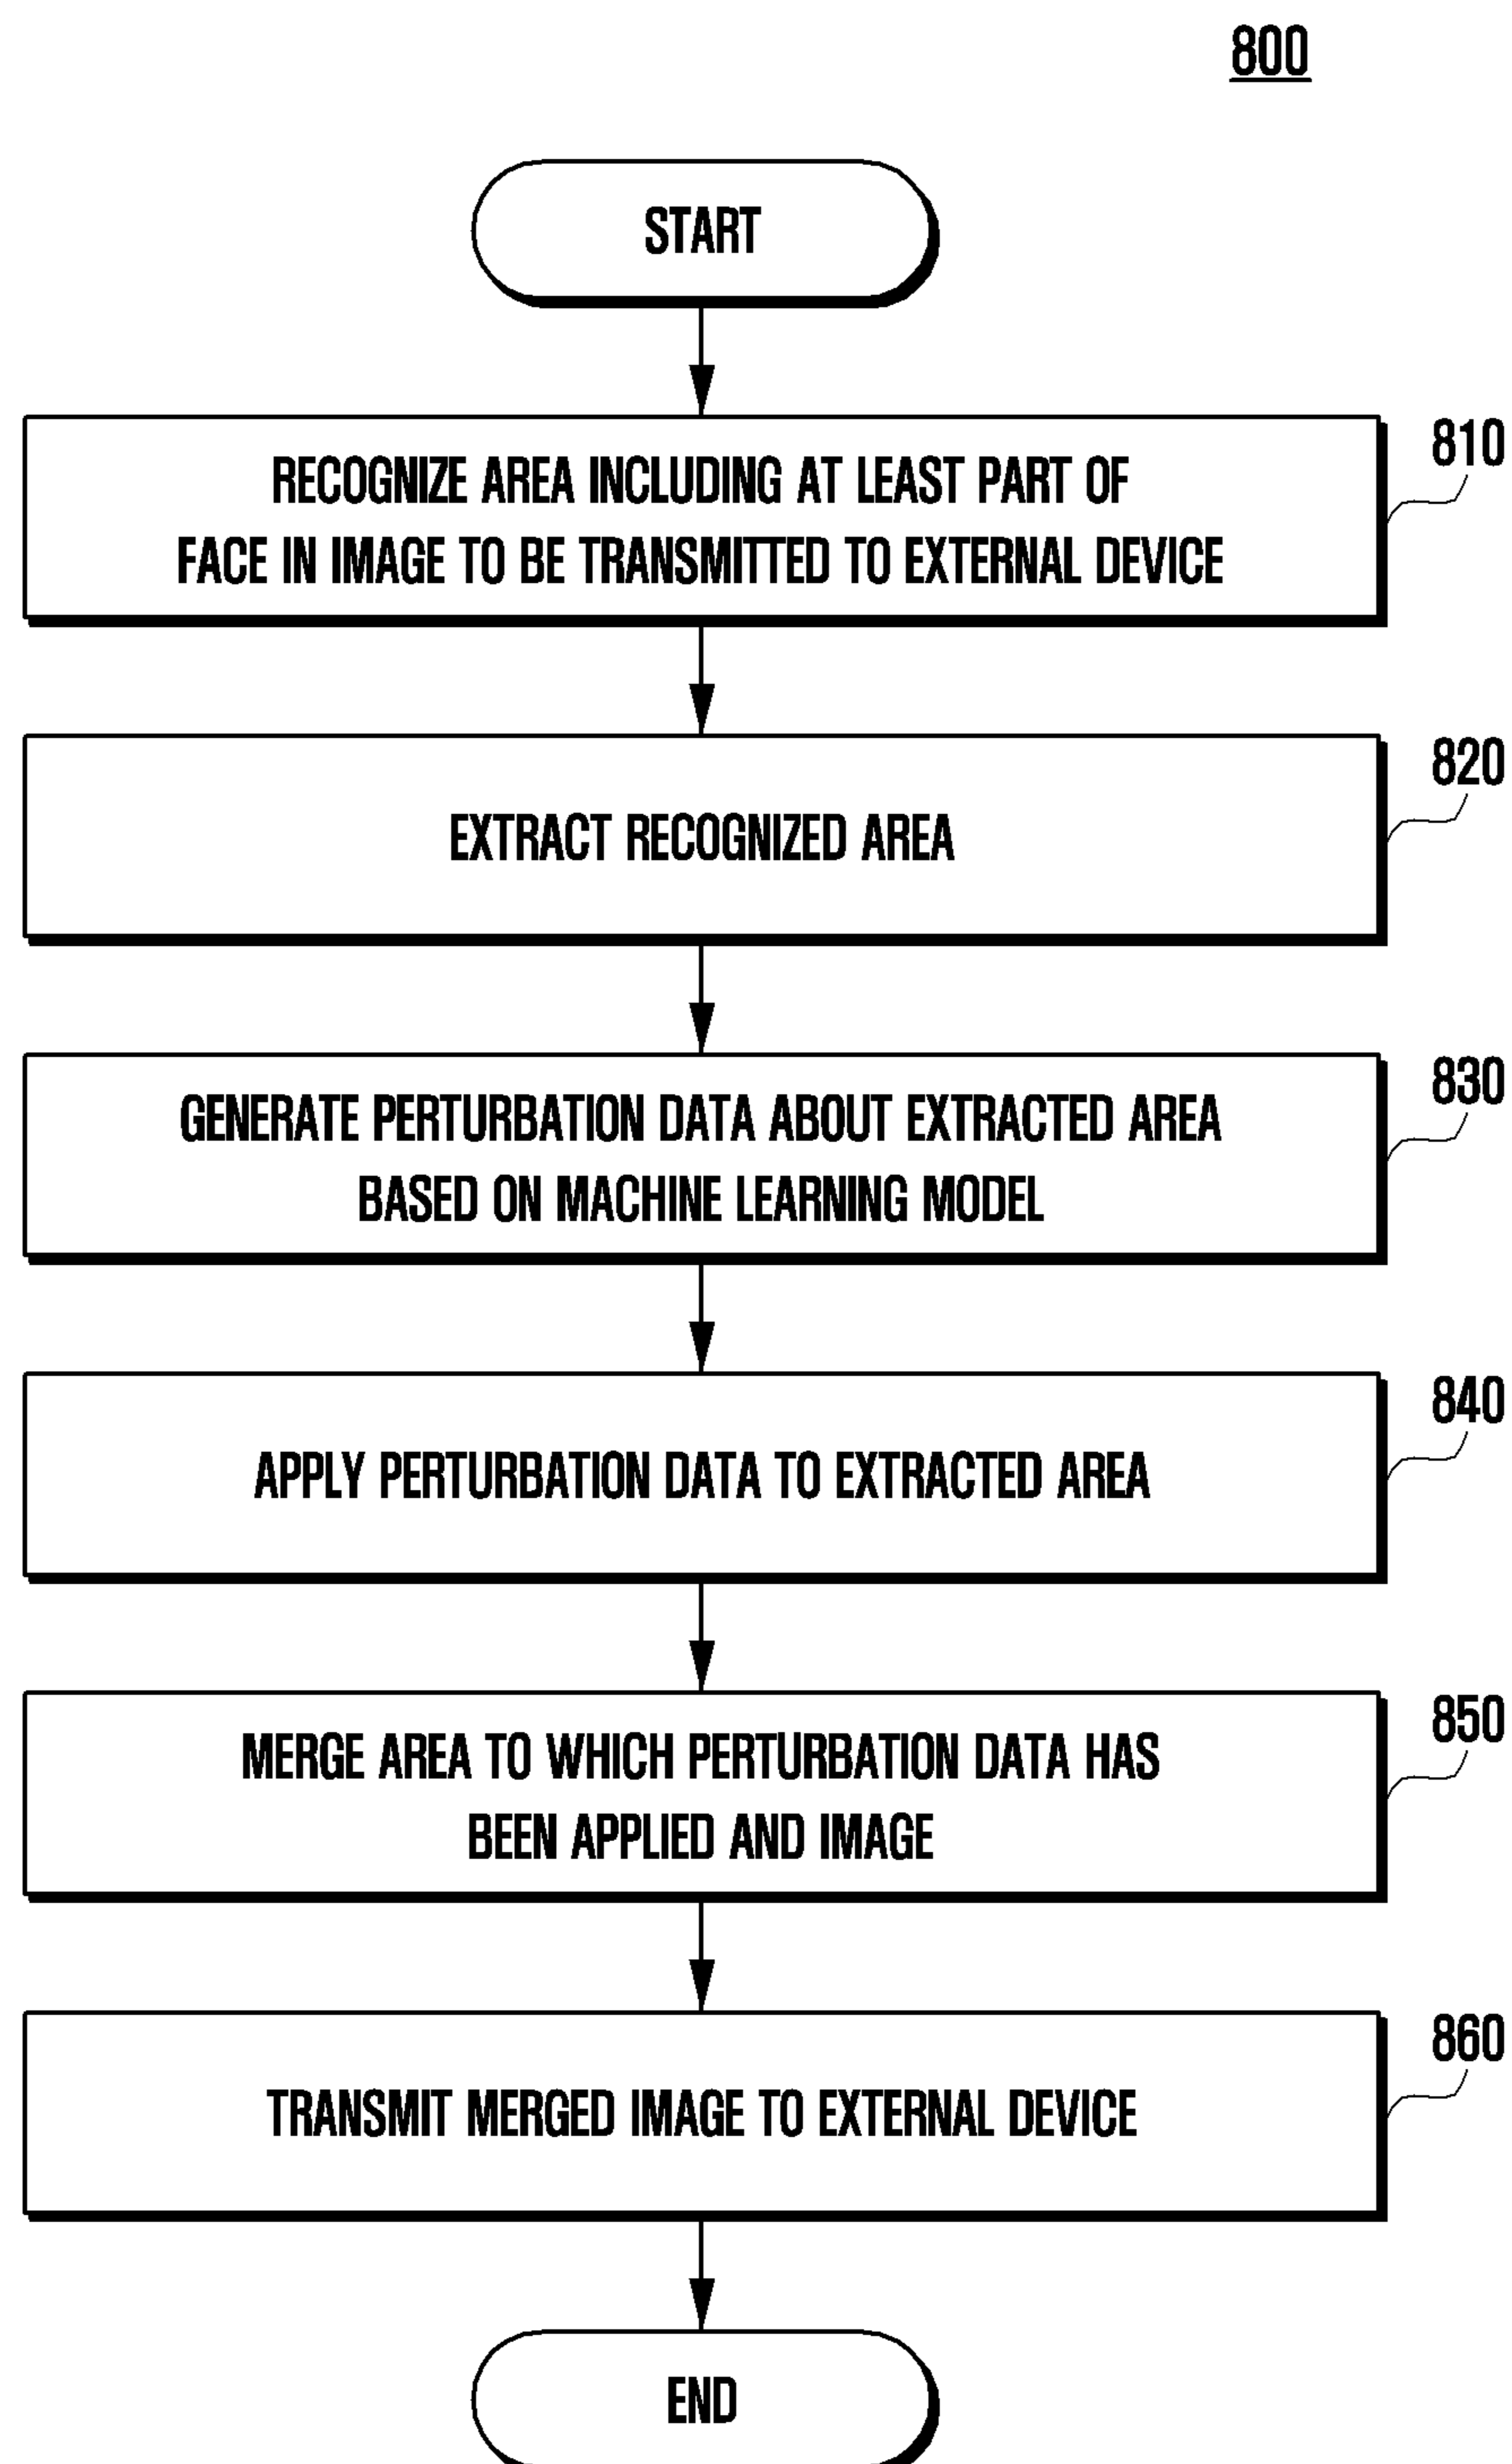 800
START
RECOGNIZE AREA INCLUDING AT LEAST PART OF
FACE IN IMAGE TO BE TRANSMITTED TO EXTERNAL DEVICE
810
EXTRACT RECOGNIZED AREA
820
GENERATE PERTURBATION DATA ABOUT EXTRACTED AREA
BASED ON MACHINE LEARNING MODEL
830
APPLY PERTURBATION DATA TO EXTRACTED AREA
840
MERGE AREA TO WHICH PERTURBATION DATA HAS
BEEN APPLIED AND IMAGE
850
TRANSMIT MERGED IMAGE TO EXTERNAL DEVICE
860
END